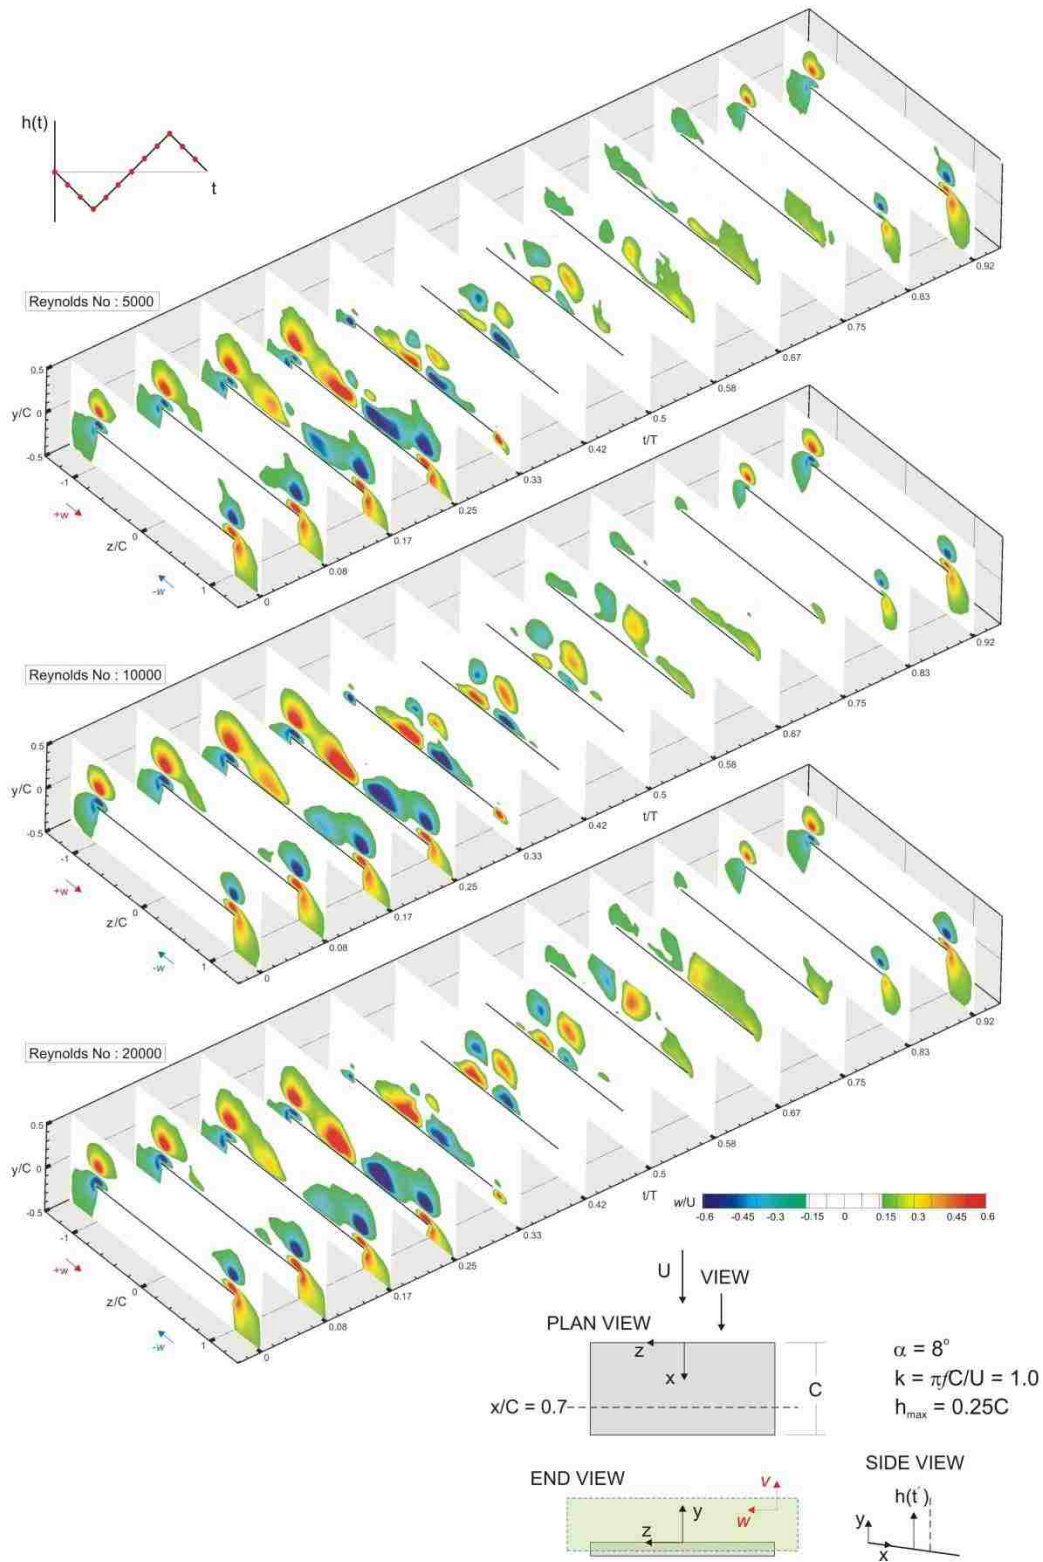 h(t)
t
Reynolds No : 5000
0.5
y/C 0
-0.5
-1
+w
0
z/C
1
-w
0
0.08
0.17
0.25
0.33
0.42
0.5
t/T
0.58
0.67
0.75
0.83
0.92
Reynolds No : 10000
0.5
y/C 0
-0.5
-1
+w
0
z/C
1
-w
0
0.08
0.17
0.25
0.33
0.42
0.5
t/T
0.58
0.67
0.75
0.83
0.92
Reynolds No : 20000
0.5
y/C 0
-0.5
-1
+w
0
z/C
1
-w
0
0.08
0.17
0.25
0.33
0.42
0.5
t/T
0.58
0.67
0.75
0.83
0.92
w/U
-0.6 -0.45 -0.3 -0.15 0 0.15 0.3 0.45 0.6
U
VIEW
PLAN VIEW
z
x
C
x/C = 0.7
α = 8°
k = πfC/U = 1.0
hmax = 0.25C
END VIEW
v
w
y
z
SIDE VIEW
h(t)
y
x